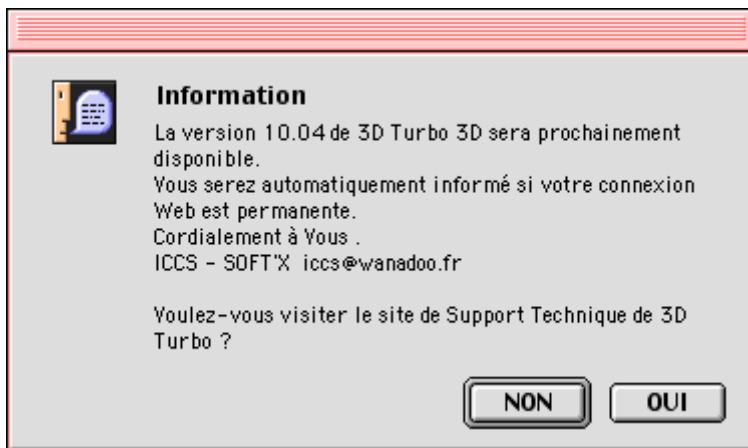 Information
La version 10.04 de 3D Turbo 3D sera prochainement
disponible.
Vous serez automatiquement informé si votre connexion
Web est permanente.
Cordialement à Vous .
ICCS - SOFT'X iccs@wanadoo.fr
Voulez-vous visiter le site de Support Technique de 3D
Turbo ?
NON OUI